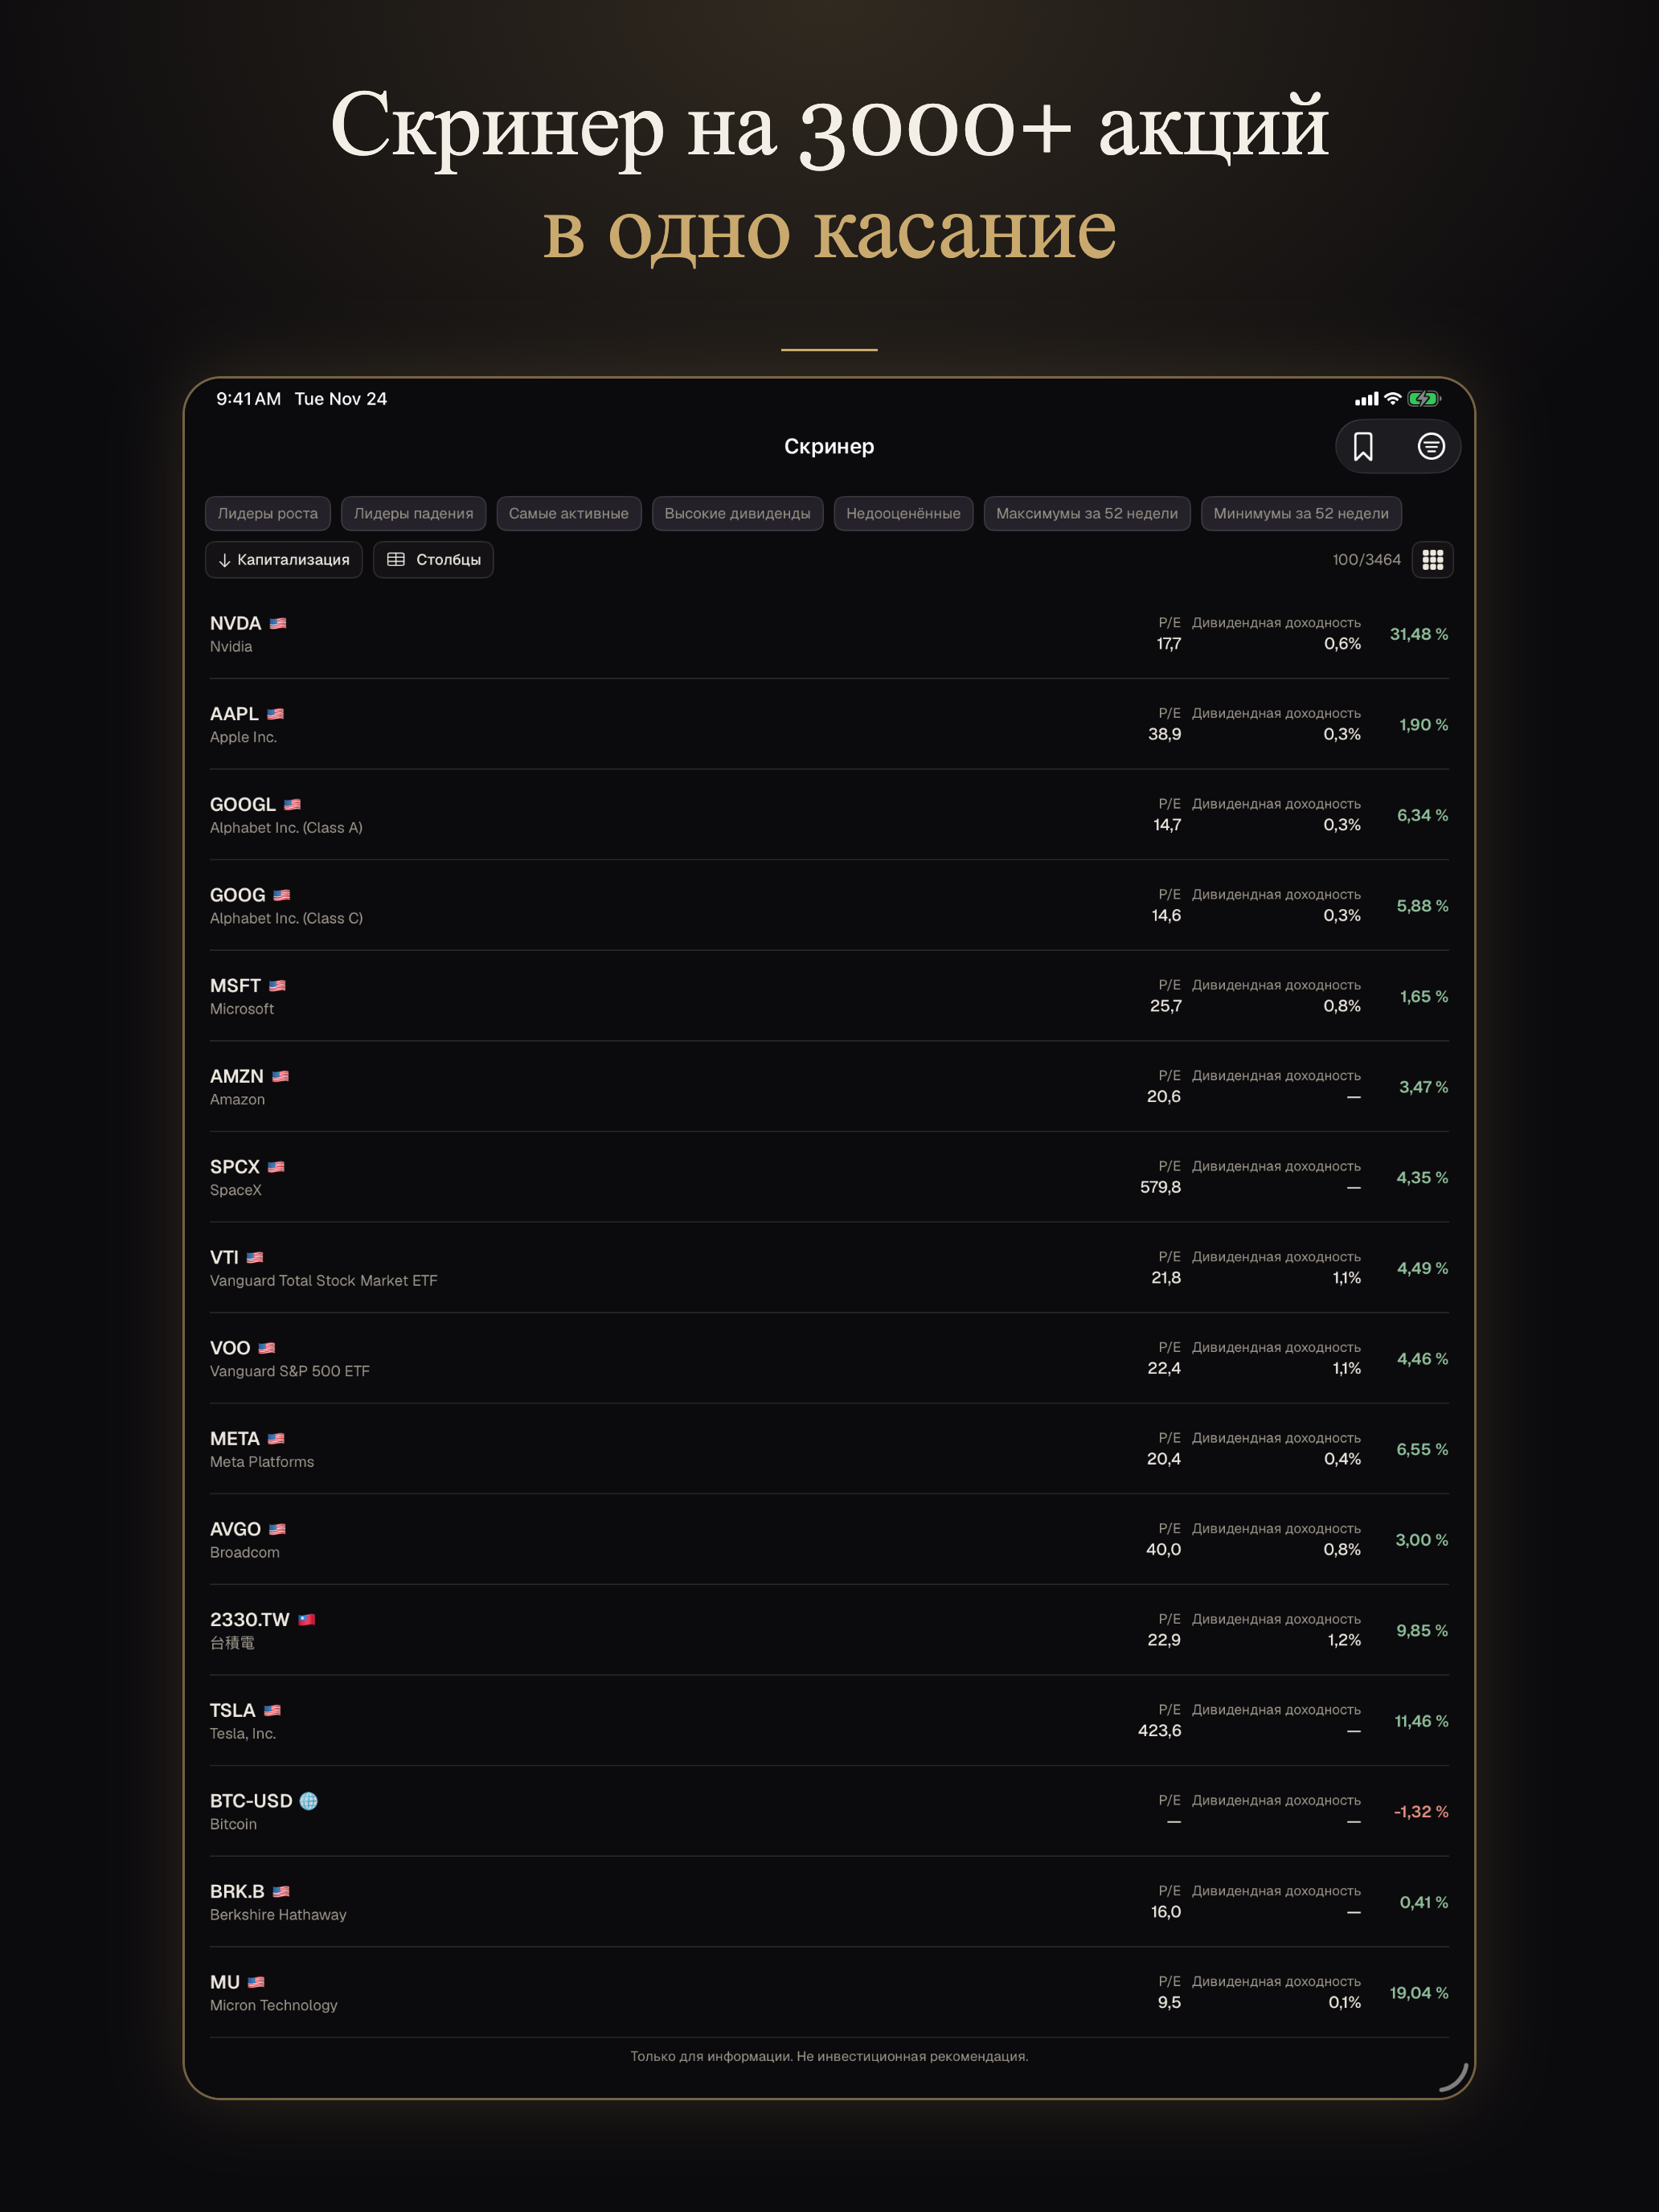 Скринер на 3000+ акций
в одно касание
9:41 AM Tue Nov 24
Скринер
Лидеры роста Лидеры падения Самые активные Высокие дивиденды Недооценённые Максимумы за 52 недели Минимумы за 52 недели
↓ Капитализация Столбцы 100/3464
NVDA 🇺🇸 P/E Дивидендная доходность
Nvidia 17,7 0,6% 31,48 %
AAPL 🇺🇸 P/E Дивидендная доходность
Apple Inc. 38,9 0,3% 1,90 %
GOOGL 🇺🇸 P/E Дивидендная доходность
Alphabet Inc. (Class A) 14,7 0,3% 6,34 %
GOOG 🇺🇸 P/E Дивидендная доходность
Alphabet Inc. (Class C) 14,6 0,3% 5,88 %
MSFT 🇺🇸 P/E Дивидендная доходность
Microsoft 25,7 0,8% 1,65 %
AMZN 🇺🇸 P/E Дивидендная доходность
Amazon 20,6 — 3,47 %
SPCX 🇺🇸 P/E Дивидендная доходность
SpaceX 579,8 — 4,35 %
VTI 🇺🇸 P/E Дивидендная доходность
Vanguard Total Stock Market ETF 21,8 1,1% 4,49 %
VOO 🇺🇸 P/E Дивидендная доходность
Vanguard S&P 500 ETF 22,4 1,1% 4,46 %
META 🇺🇸 P/E Дивидендная доходность
Meta Platforms 20,4 0,4% 6,55 %
AVGO 🇺🇸 P/E Дивидендная доходность
Broadcom 40,0 0,8% 3,00 %
2330.TW 🇹🇼 P/E Дивидендная доходность
台積電 22,9 1,2% 9,85 %
TSLA 🇺🇸 P/E Дивидендная доходность
Tesla, Inc. 423,6 — 11,46 %
BTC-USD 🌐 P/E Дивидендная доходность
Bitcoin — — -1,32 %
BRK.B 🇺🇸 P/E Дивидендная доходность
Berkshire Hathaway 16,0 — 0,41 %
MU 🇺🇸 P/E Дивидендная доходность
Micron Technology 9,5 0,1% 19,04 %
Только для информации. Не инвестиционная рекомендация.